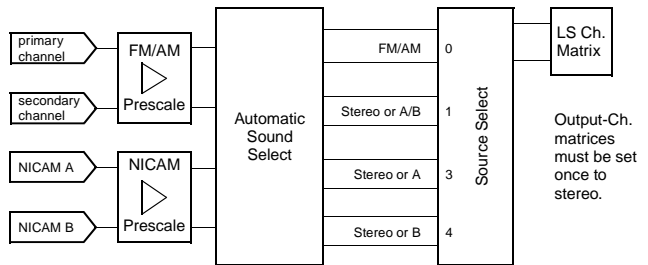 primary
channel
secondary
channel
NICAM A
NICAM B
FM/AM
Prescale
NICAM
Prescale
Automatic
Sound
Select
FM/AM
Stereo or A/B
Stereo or A
Stereo or B
0
1
3
4
Source Select
LS Ch.
Matrix
Output-Ch.
matrices
must be set
once to
stereo.